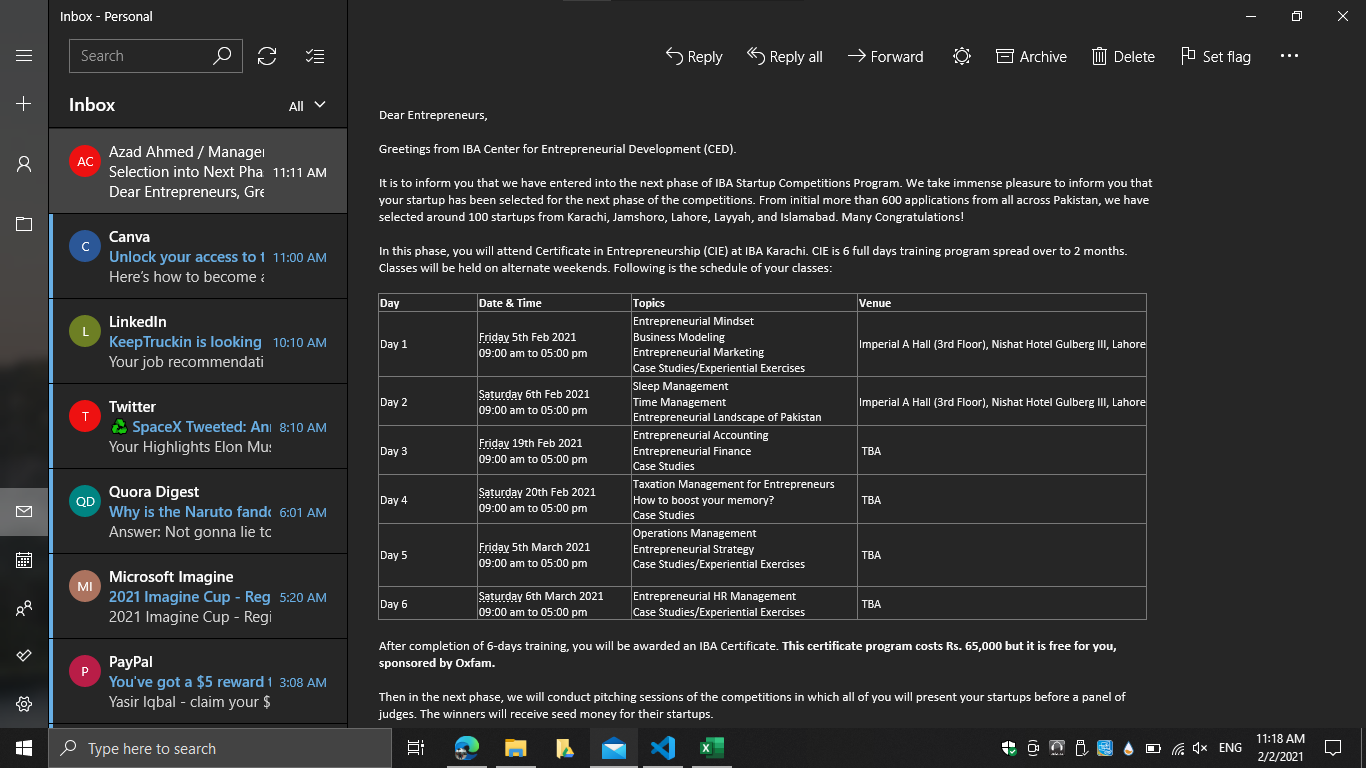 Inbox - Personal
Search
Reply
Reply all
Forward
Archive
Delete
Set flag
Inbox
All
Azad Ahmed / Manager
Selection into Next Pha 11:11 AM
Dear Entrepreneurs, Gre
AC
Canva
Unlock your access to t 11:00 AM
Here's how to become a
C
LinkedIn
KeepTruckin is looking 10:10 AM
Your job recommendati
L
Twitter
SpaceX Tweeted: An 8:10 AM
Your Highlights Elon Mus
T
Quora Digest
Why is the Naruto fando 6:01 AM
Answer: Not gonna lie to
QD
Microsoft Imagine
2021 Imagine Cup - Reg 5:20 AM
2021 Imagine Cup - Regi
MI
PayPal
You've got a $5 reward t 3:08 AM
Yasir Iqbal - claim your $
P
Dear Entrepreneurs,
Greetings from IBA Center for Entrepreneurial Development (CED).
It is to inform you that we have entered into the next phase of IBA Startup Competitions Program. We take immense pleasure to inform you that
your startup has been selected for the next phase of the competitions. From initial more than 600 applications from all across Pakistan, we have
selected around 100 startups from Karachi, Jamshoro, Lahore, Layyah, and Islamabad. Many Congratulations!
In this phase, you will attend Certificate in Entrepreneurship (CIE) at IBA Karachi. CIE is 6 full days training program spread over to 2 months.
Classes will be held on alternate weekends. Following is the schedule of your classes:
Day Date & Time Topics Venue
Day 1
Friday 5th Feb 2021
09:00 am to 05:00 pm
Entrepreneurial Mindset
Business Modeling
Entrepreneurial Marketing
Case Studies/Experiential Exercises
Imperial A Hall (3rd Floor), Nishat Hotel Gulberg III, Lahore
Day 2
Saturday 6th Feb 2021
09:00 am to 05:00 pm
Sleep Management
Time Management
Entrepreneurial Landscape of Pakistan
Imperial A Hall (3rd Floor), Nishat Hotel Gulberg III, Lahore
Day 3
Friday 19th Feb 2021
09:00 am to 05:00 pm
Entrepreneurial Accounting
Entrepreneurial Finance
Case Studies
TBA
Day 4
Saturday 20th Feb 2021
09:00 am to 05:00 pm
Taxation Management for Entrepreneurs
How to boost your memory?
Case Studies
TBA
Day 5
Friday 5th March 2021
09:00 am to 05:00 pm
Operations Management
Entrepreneurial Strategy
Case Studies/Experiential Exercises
TBA
Day 6
Saturday 6th March 2021
09:00 am to 05:00 pm
Entrepreneurial HR Management
Case Studies/Experiential Exercises
TBA
After completion of 6-days training, you will be awarded an IBA Certificate. This certificate program costs Rs. 65,000 but it is free for you,
sponsored by Oxfam.
Then in the next phase, we will conduct pitching sessions of the competitions in which all of you will present your startups before a panel of
judges. The winners will receive seed money for their startups.
Type here to search
ENG
11:18 AM
2/2/2021